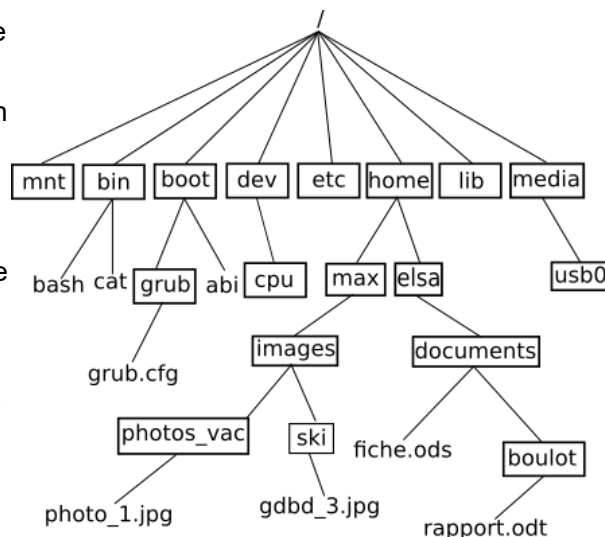 /
mnt bin boot dev etc home lib media
bash cat grub abi cpu max elsa usb0
grub.cfg images documents
photos_vac ski fiche.ods boulot
photo_1.jpg gdbd_3.jpg rapport.odt